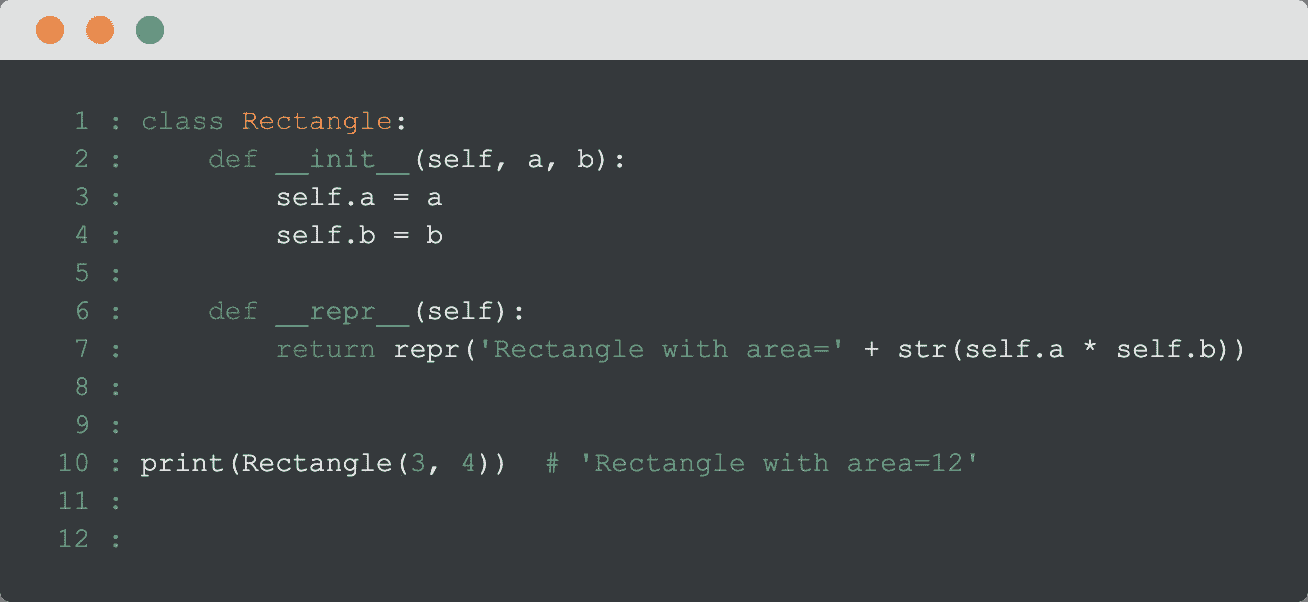 1 : class Rectangle:
2 :     def __init__(self, a, b):
3 :         self.a = a
4 :         self.b = b
5 :
6 :     def __repr__(self):
7 :         return repr('Rectangle with area=' + str(self.a * self.b))
8 :
9 :
10 : print(Rectangle(3, 4))  # 'Rectangle with area=12'
11 :
12 :